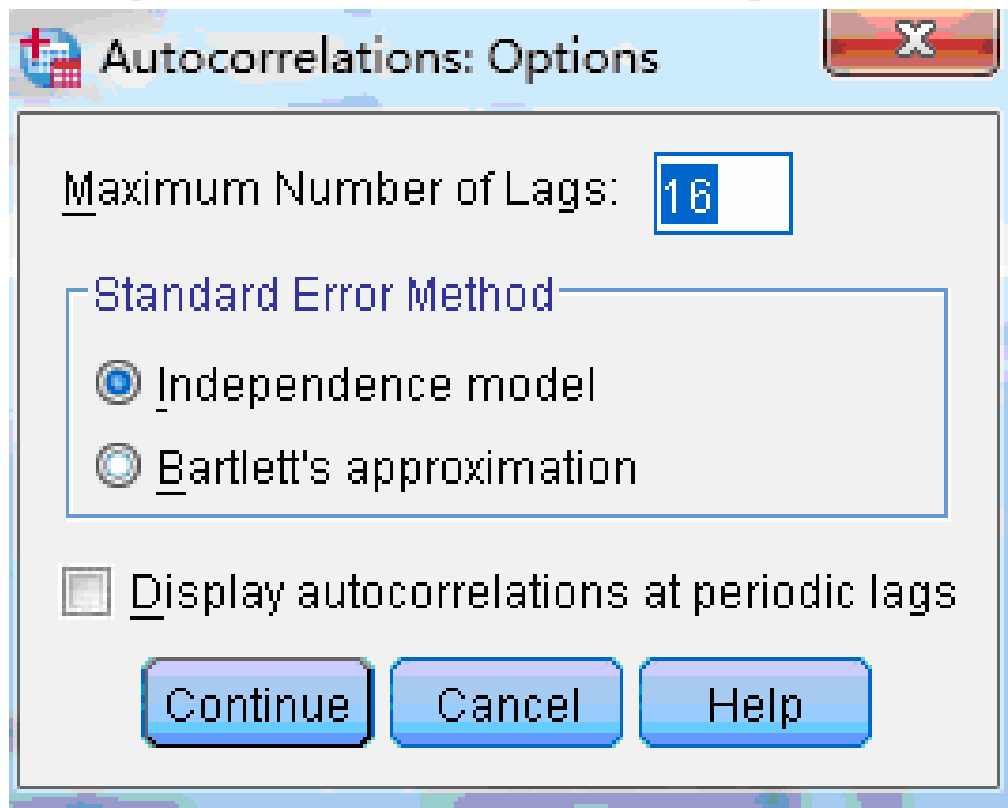 Autocorrelations: Options
Maximum Number of Lags: 16
Standard Error Method
Independence model
Bartlett's approximation
Display autocorrelations at periodic lags
Continue Cancel Help